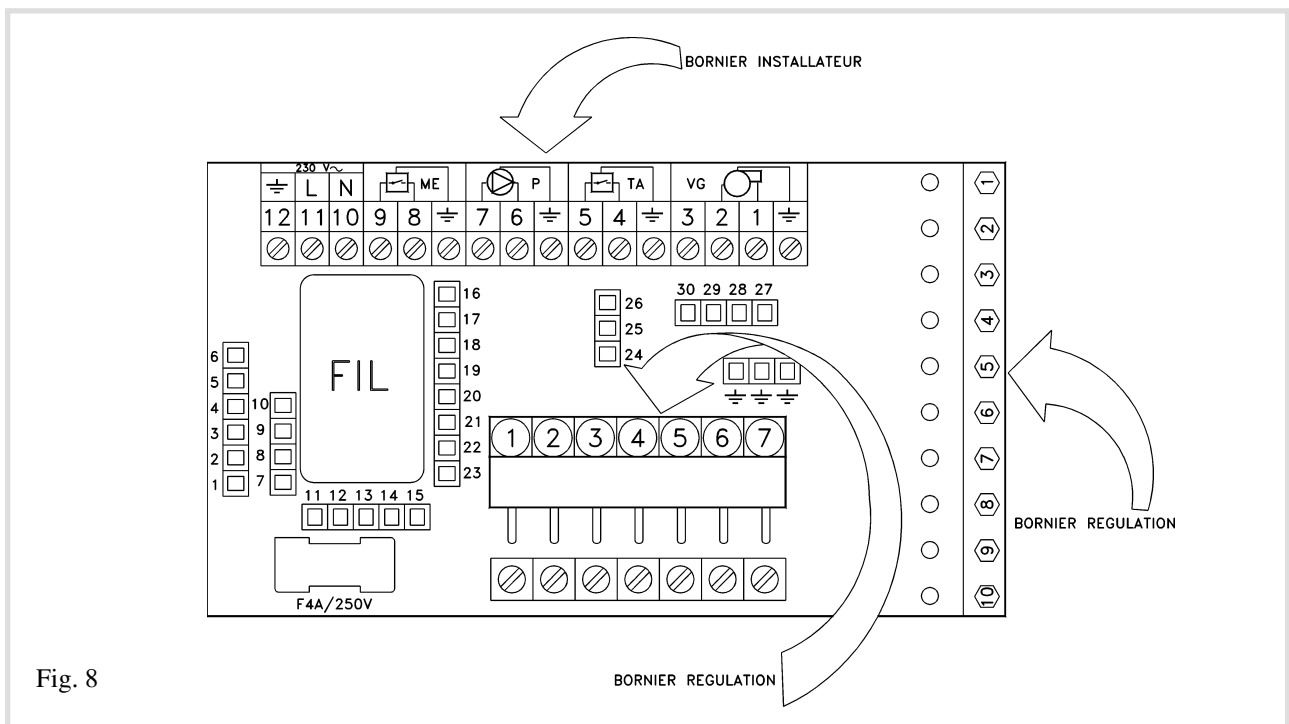 BORNIER INSTALLATEUR
230 V~
L N ME P TA VG
12 11 10 9 8 7 6 5 4 3 2 1
1
2
3
4
5
6
7
8
9
10
16
17
18
19
20
21
22
23
26
25
24
30 29 28 27
6
5
4
3
2
1
10
9
8
7
FIL
11 12 13 14 15
1 2 3 4 5 6 7
F4A/250V
BORNIER REGULATION
BORNIER REGULATION
Fig. 8